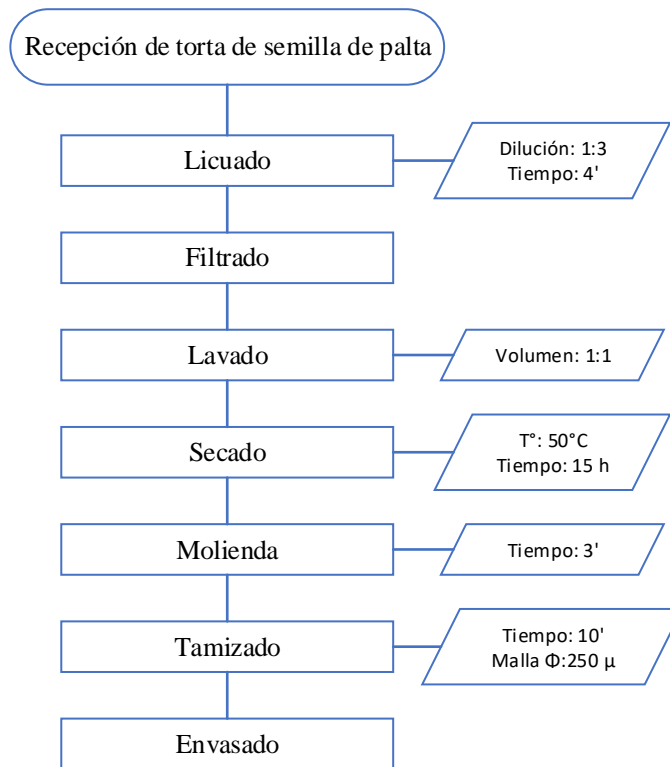 Recepción de torta de semilla de palta
Licuado
Dilución: 1:3
Tiempo: 4'
Filtrado
Lavado
Volumen: 1:1
Secado
T°: 50°C
Tiempo: 15 h
Molienda
Tiempo: 3'
Tamizado
Tiempo: 10'
Malla Φ:250 µ
Envasado